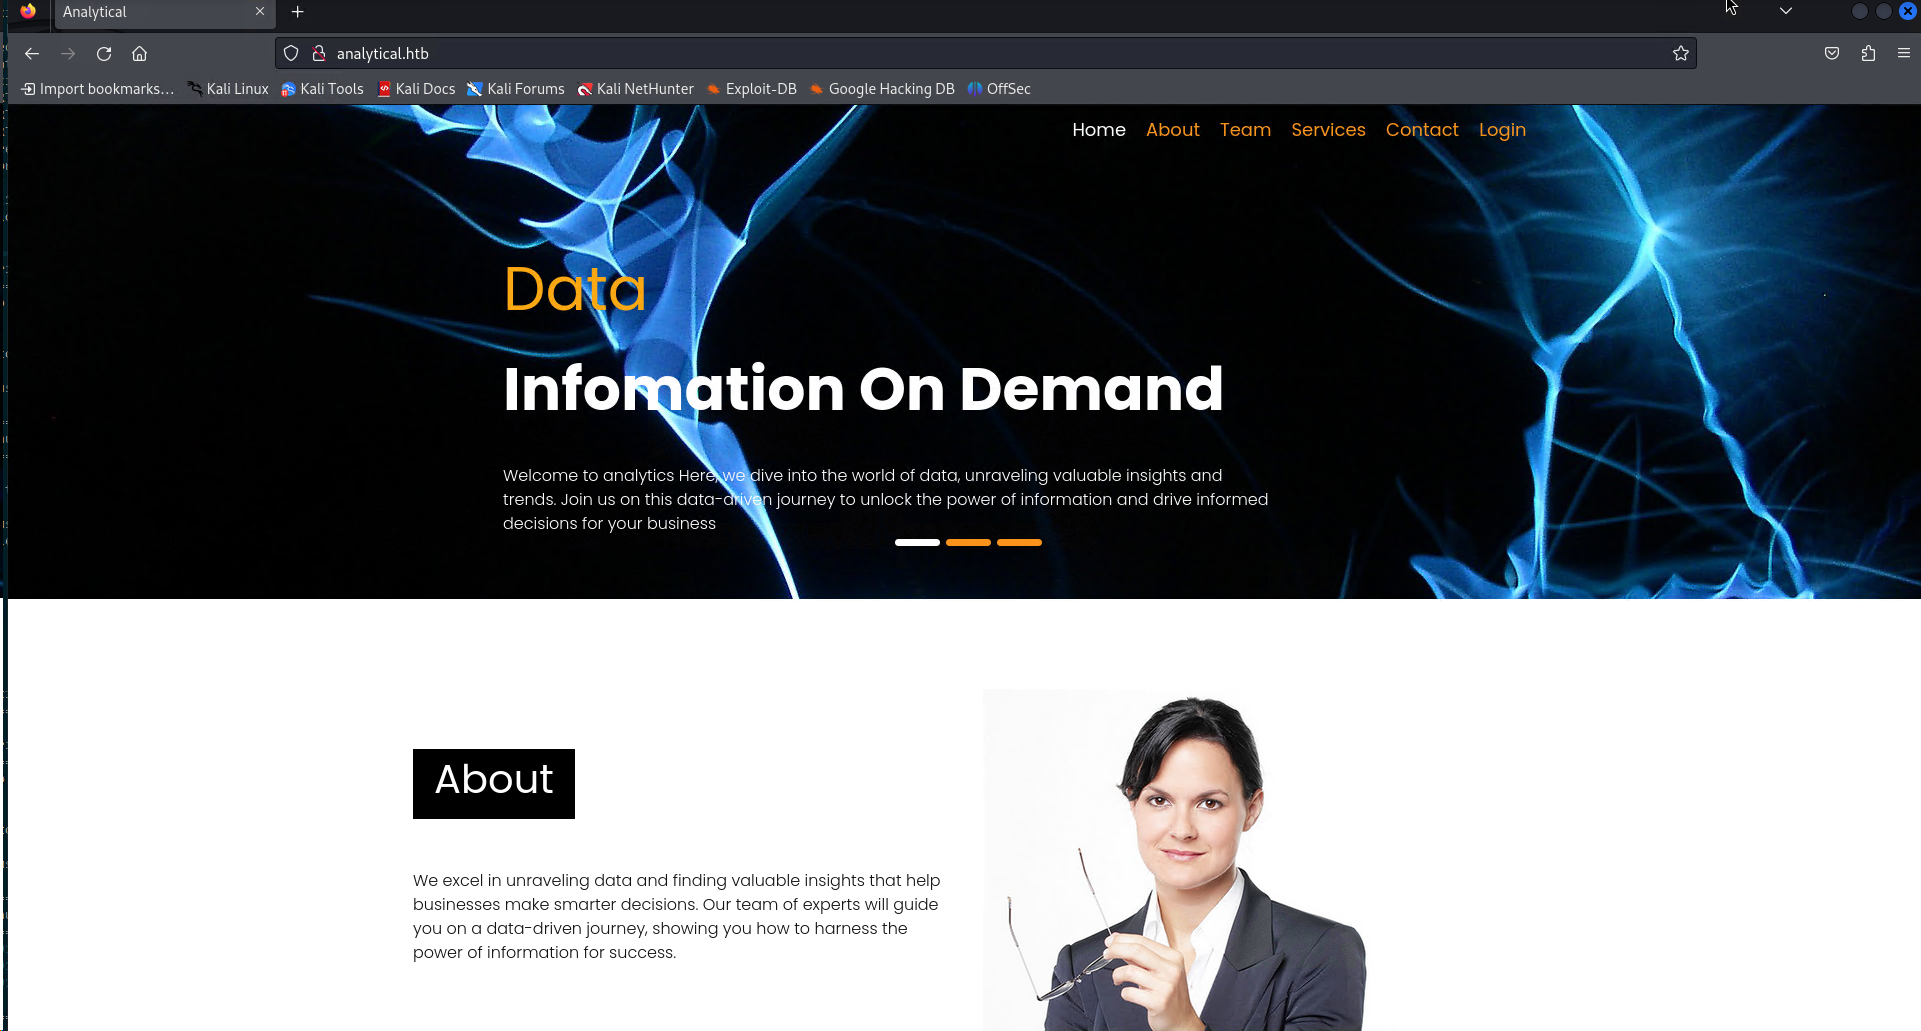 Analytical
analytical.htb
Import bookmarks... Kali Linux Kali Tools Kali Docs Kali Forums Kali NetHunter Exploit-DB Google Hacking DB OffSec
Home About Team Services Contact Login
Data
Infomation On Demand
Welcome to analytics Here, we dive into the world of data, unraveling valuable insights and
trends. Join us on this data-driven journey to unlock the power of information and drive informed
decisions for your business
About
We excel in unraveling data and finding valuable insights that help
businesses make smarter decisions. Our team of experts will guide
you on a data-driven journey, showing you how to harness the
power of information for success.